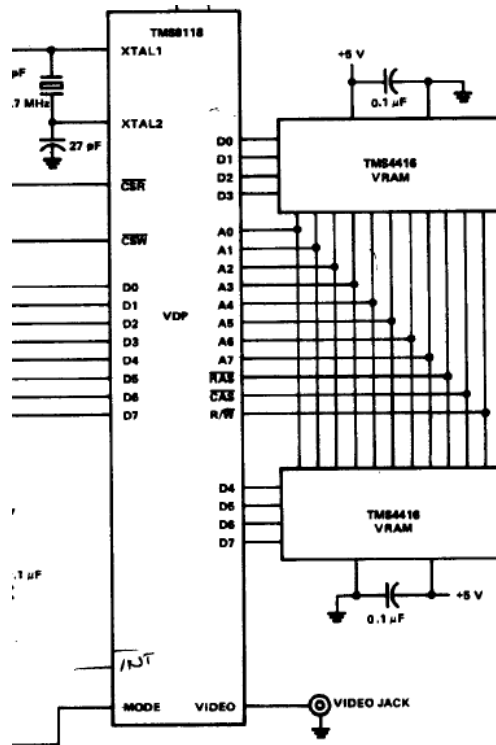 TMS9118
XTAL1
pF
.7 MHz
XTAL2
27 pF
CSR
CSW
D0
D1
D2
D3
D4
D5
D6
D7
.1 µF
INT
MODE
VDP
D0
D1
D2
D3
A0
A1
A2
A3
A4
A5
A6
A7
RAS
CAS
R/W
D4
D5
D6
D7
VIDEO
+5 V
0.1 µF
TMS4416
VRAM
TMS4416
VRAM
0.1 µF
+5 V
VIDEO JACK